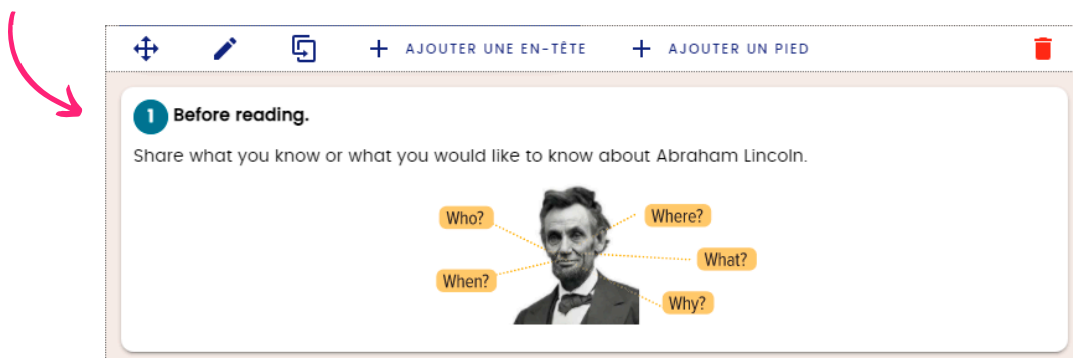 AJOUTER UNE EN-TÊTE AJOUTER UN PIED
1 Before reading.
Share what you know or what you would like to know about Abraham Lincoln.
Who? Where?
What?
When?
Why?